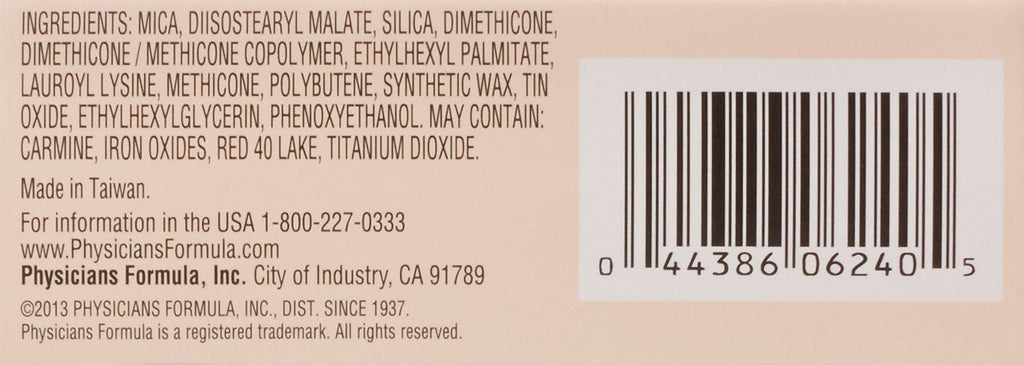 INGREDIENTS: MICA, DIISOSTEARYL MALATE, SILICA, DIMETHICONE,
DIMETHICONE / METHICONE COPOLYMER, ETHYLHEXYL PALMITATE,
LAUROYL LYSINE, METHICONE, POLYBUTENE, SYNTHETIC WAX, TIN
OXIDE, ETHYLHEXYLGLYCERIN, PHENOXYETHANOL. MAY CONTAIN:
CARMINE, IRON OXIDES, RED 40 LAKE, TITANIUM DIOXIDE.
Made in Taiwan.
For information in the USA 1-800-227-0333
www.PhysiciansFormula.com
Physicians Formula, Inc. City of Industry, CA 91789
©2013 PHYSICIANS FORMULA, INC., DIST. SINCE 1937.
Physicians Formula is a registered trademark. All rights reserved.
0 44386 06240 5